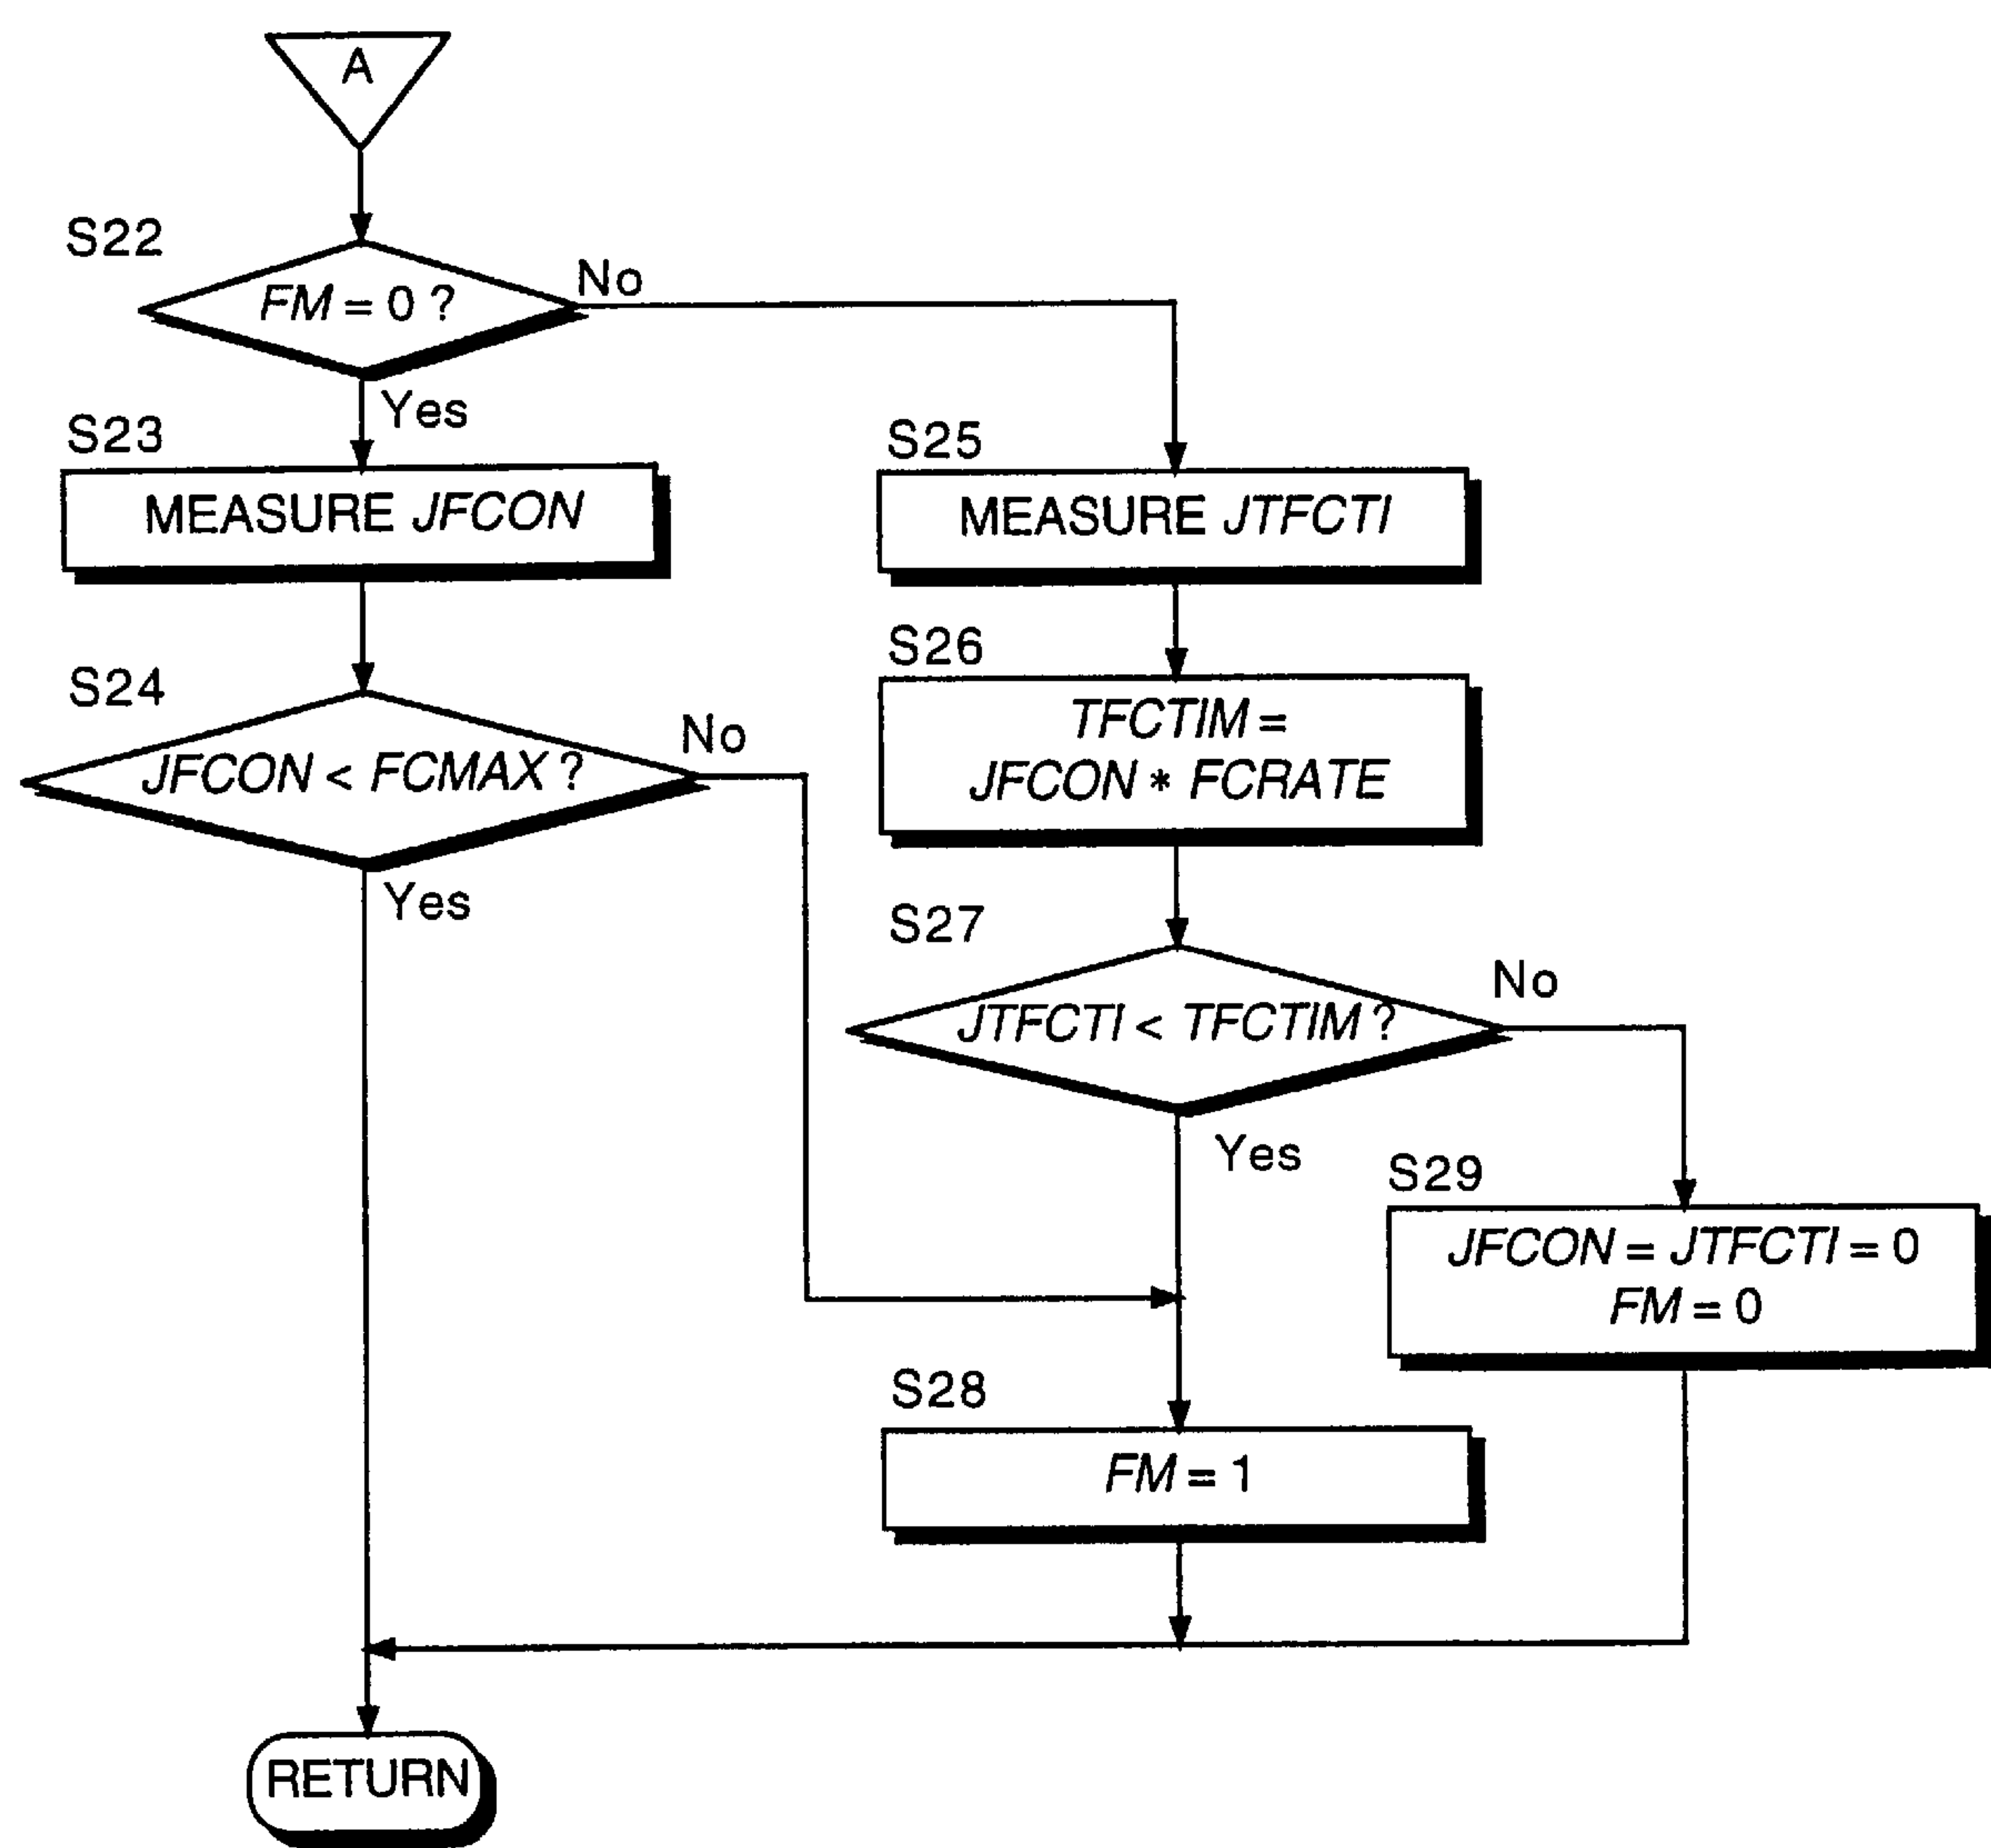 A
S22
FM = 0 ?
No
Yes
S23
MEASURE JFCON
S24
JFCON < FCMAX ?
No
Yes
S25
MEASURE JTFCTI
S26
TFCTIM =
JFCON * FCRATE
S27
JTFCTI < TFCTIM ?
No
Yes
S29
JFCON = JTFCTI = 0
FM = 0
S28
FM = 1
RETURN